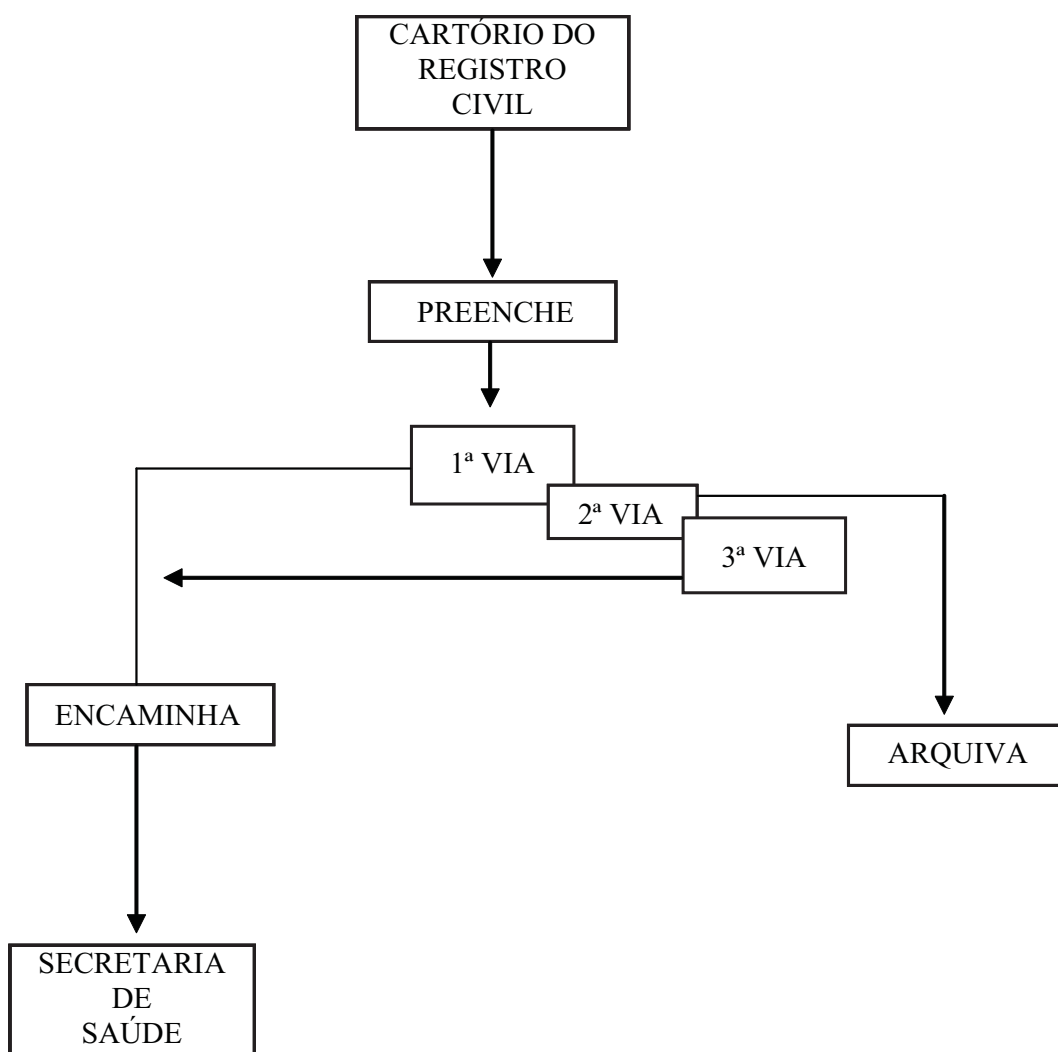 CARTÓRIO DO
REGISTRO
CIVIL
PREENCHE
1ª VIA
2ª VIA
3ª VIA
ENCAMINHA
ARQUIVA
SECRETARIA
DE
SAÚDE